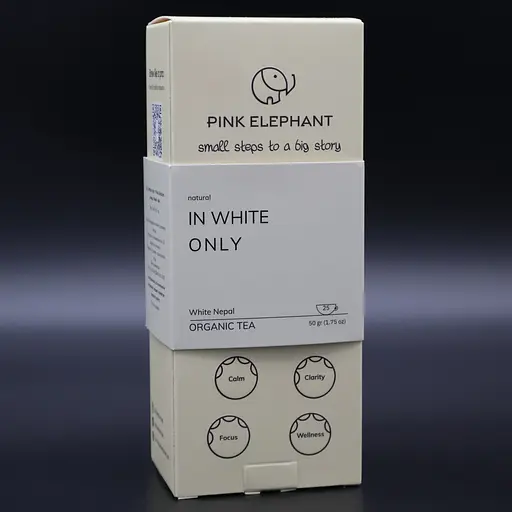 PINK ELEPHANT
small steps to a big story
natural
IN WHITE
ONLY
White Nepal
25
ORGANIC TEA
50 gr (1.75 oz)
Calm
Clarity
Focus
Wellness